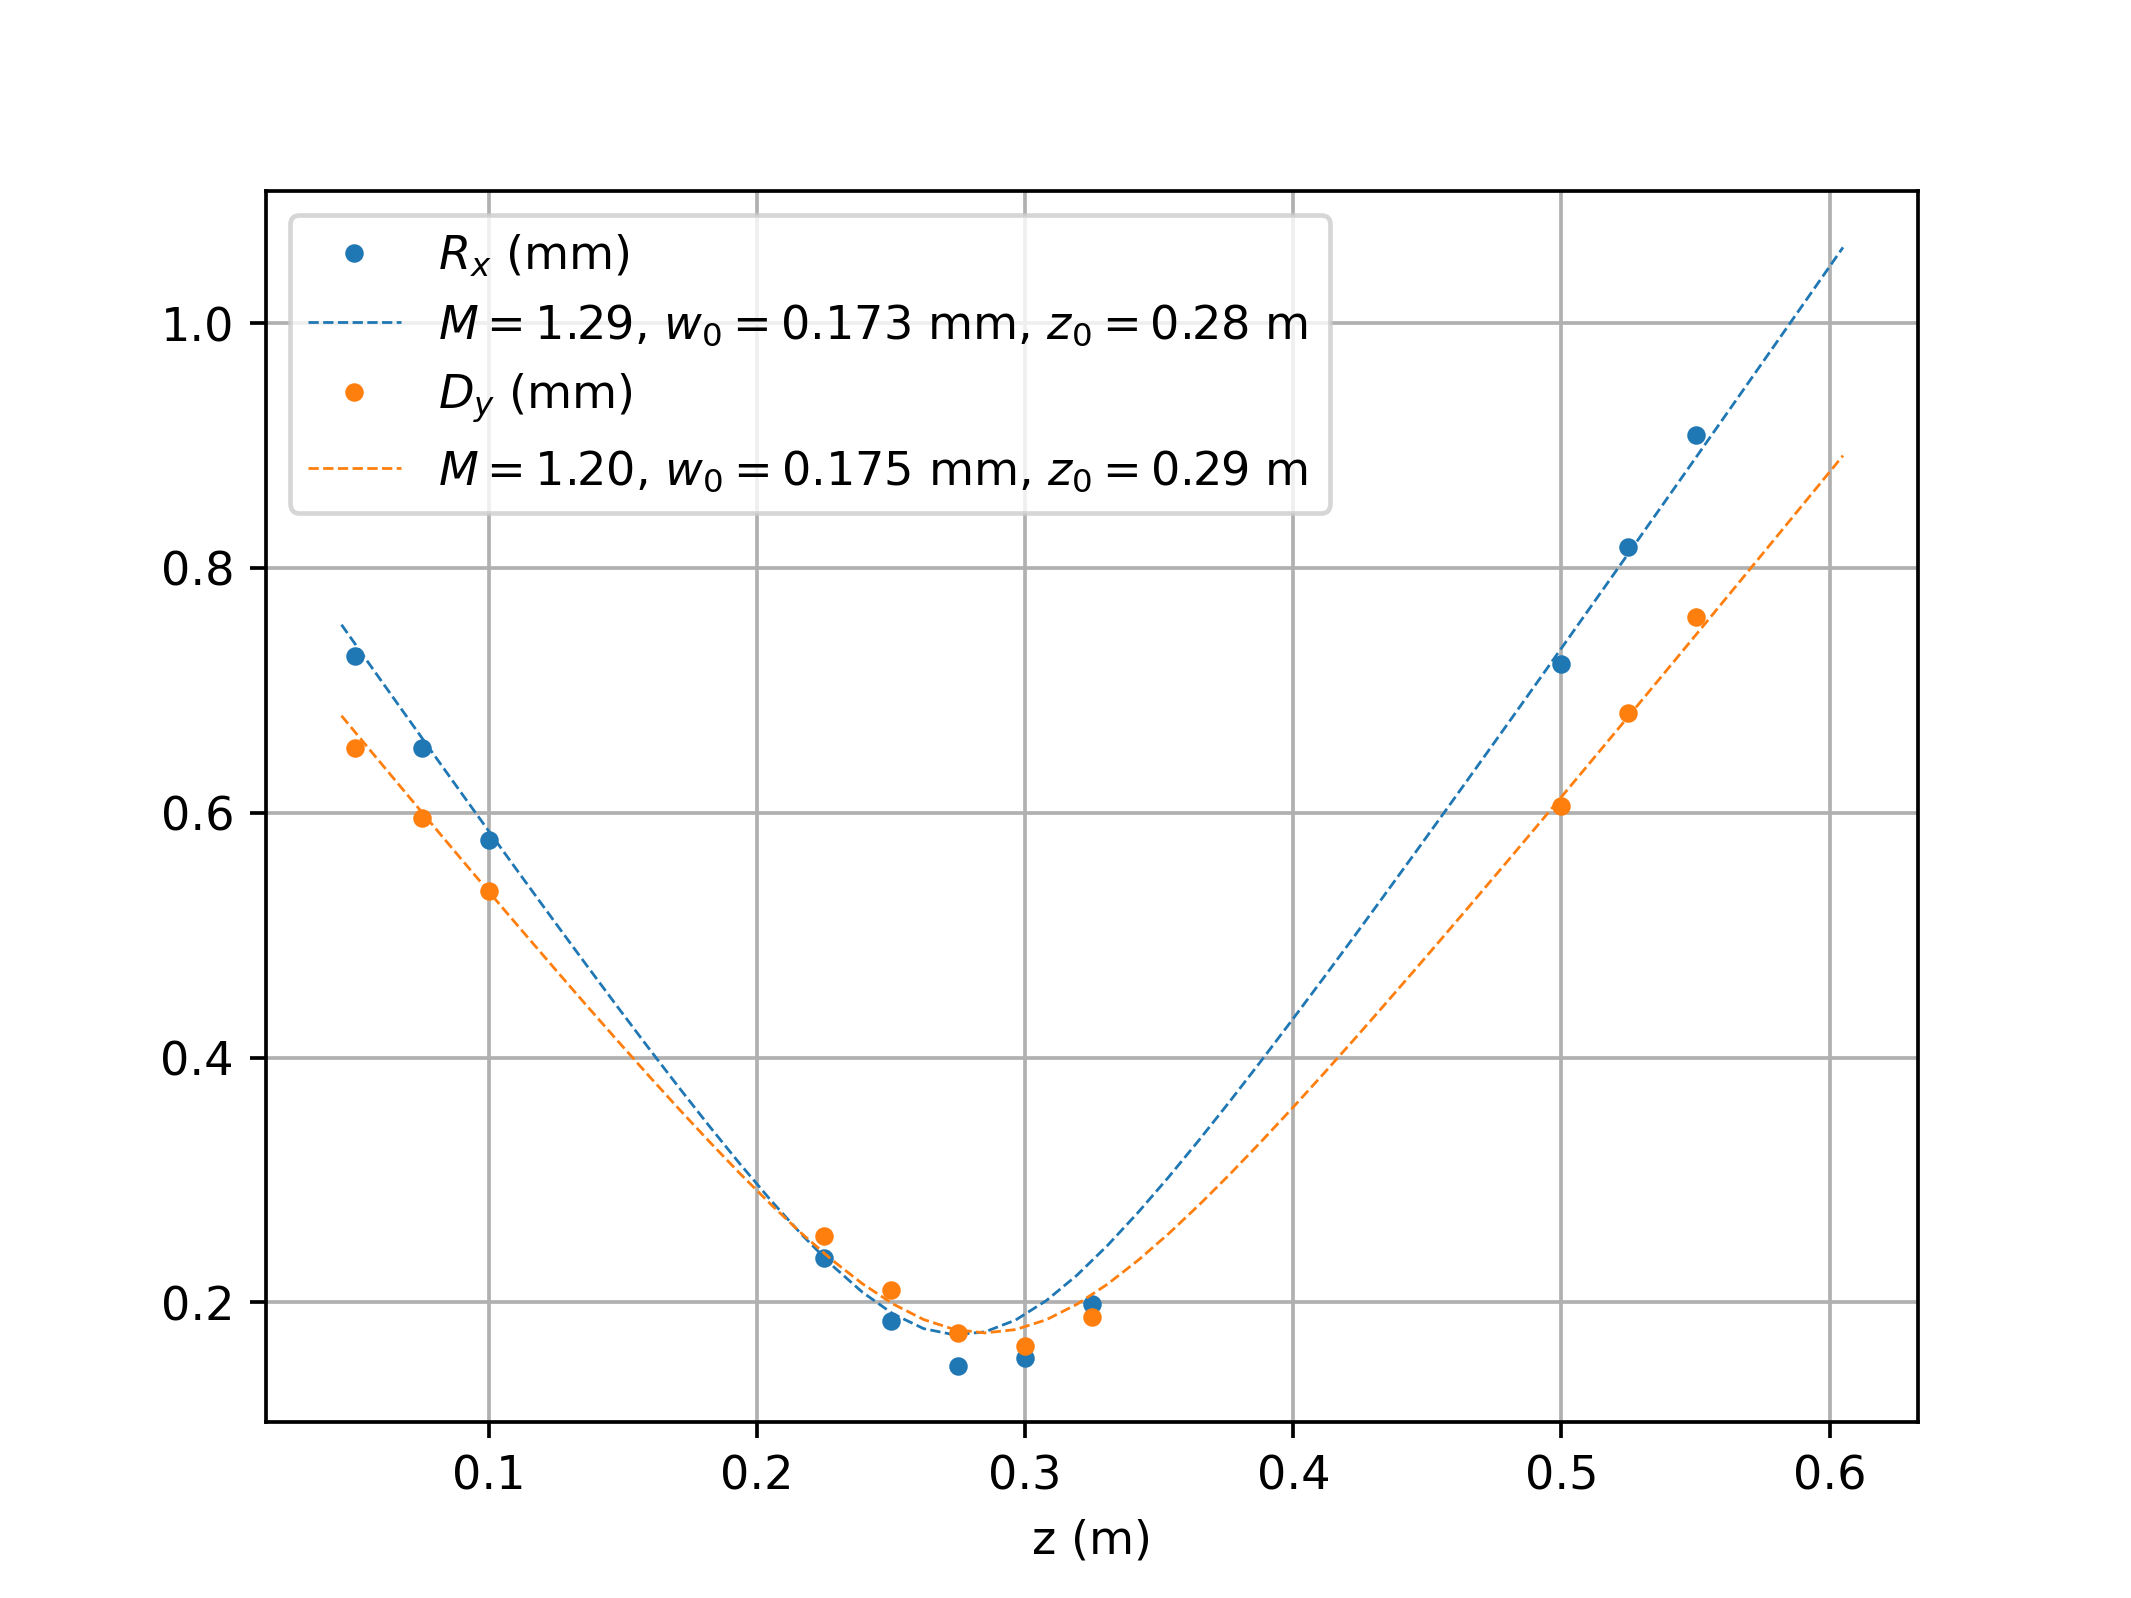 R_x (mm)
M = 1.29, w_0 = 0.173 mm, z_0 = 0.28 m
D_y (mm)
M = 1.20, w_0 = 0.175 mm, z_0 = 0.29 m
1.0
0.8
0.6
0.4
0.2
0.1 0.2 0.3 0.4 0.5 0.6
z (m)